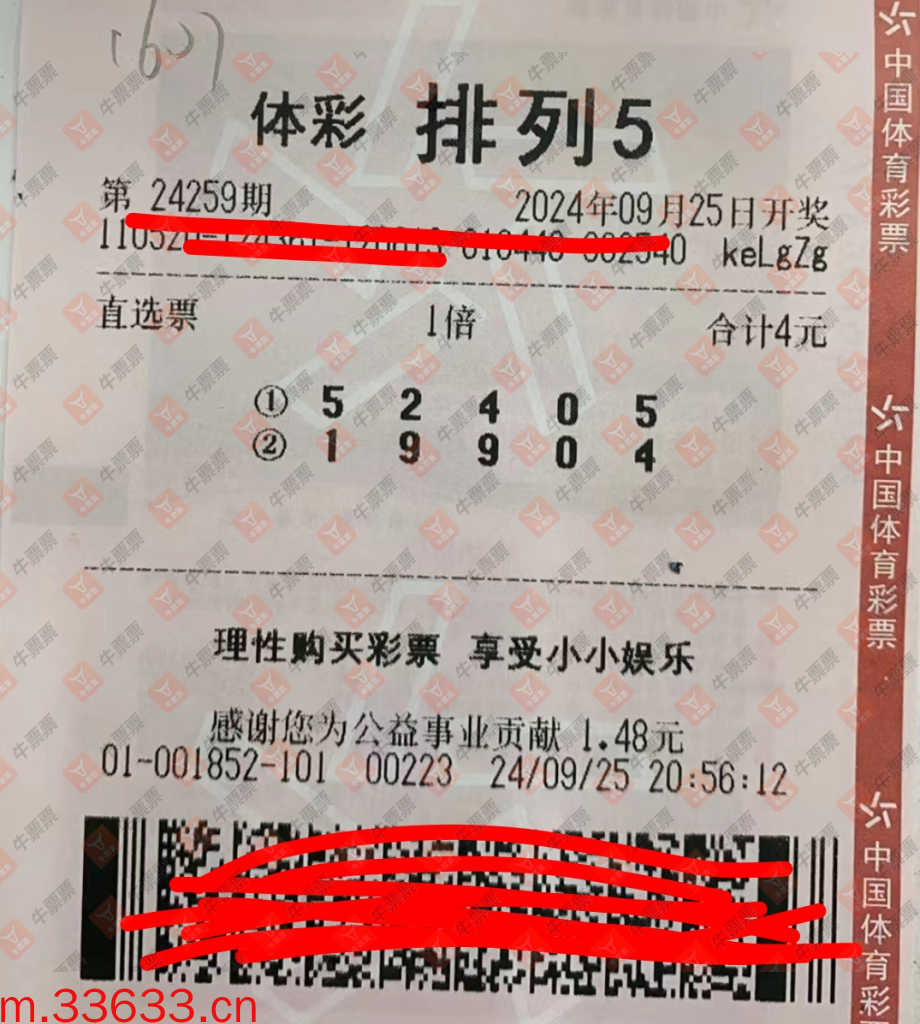 1607
体彩 排列5
第 24259期 2024年09月25日开奖
keLgZg
直选票 1倍 合计4元
① 5 2 4 0 5
② 1 9 9 0 4
理性购买彩票 享受小小娱乐
感谢您为公益事业贡献 1.48元
01-001852-101 00223 24/09/25 20:56:12
中国体育彩票
中国体育彩票
中国体育彩
牛票票
m.33633.cn